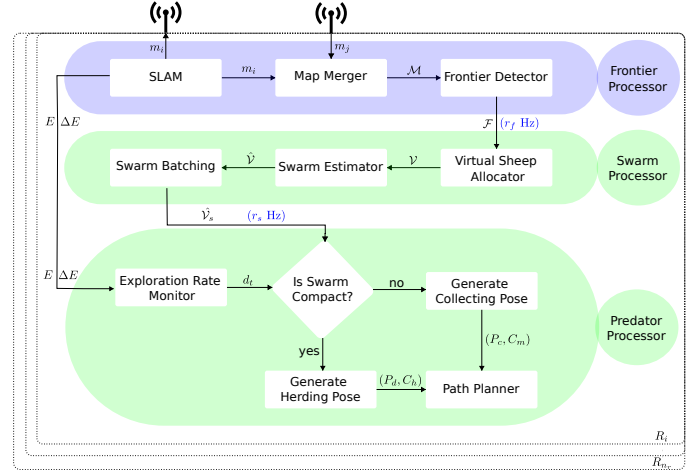 m_i
m_j
SLAM
m_i
Map Merger
ℳ
Frontier Detector
Frontier
Processor
E ΔE
ℱ (r_f Hz)
Swarm Batching
𝒱̂
Swarm Estimator
𝒱
Virtual Sheep
Allocator
Swarm
Processor
𝒱̂_s (r_s Hz)
E ΔE
Exploration Rate
Monitor
d_t
Is Swarm
Compact?
no
Generate
Collecting Pose
Predator
Processor
(P_c, C_m)
yes
Generate
Herding Pose
(P_d, C_h)
Path Planner
R_i
R_{n_r}